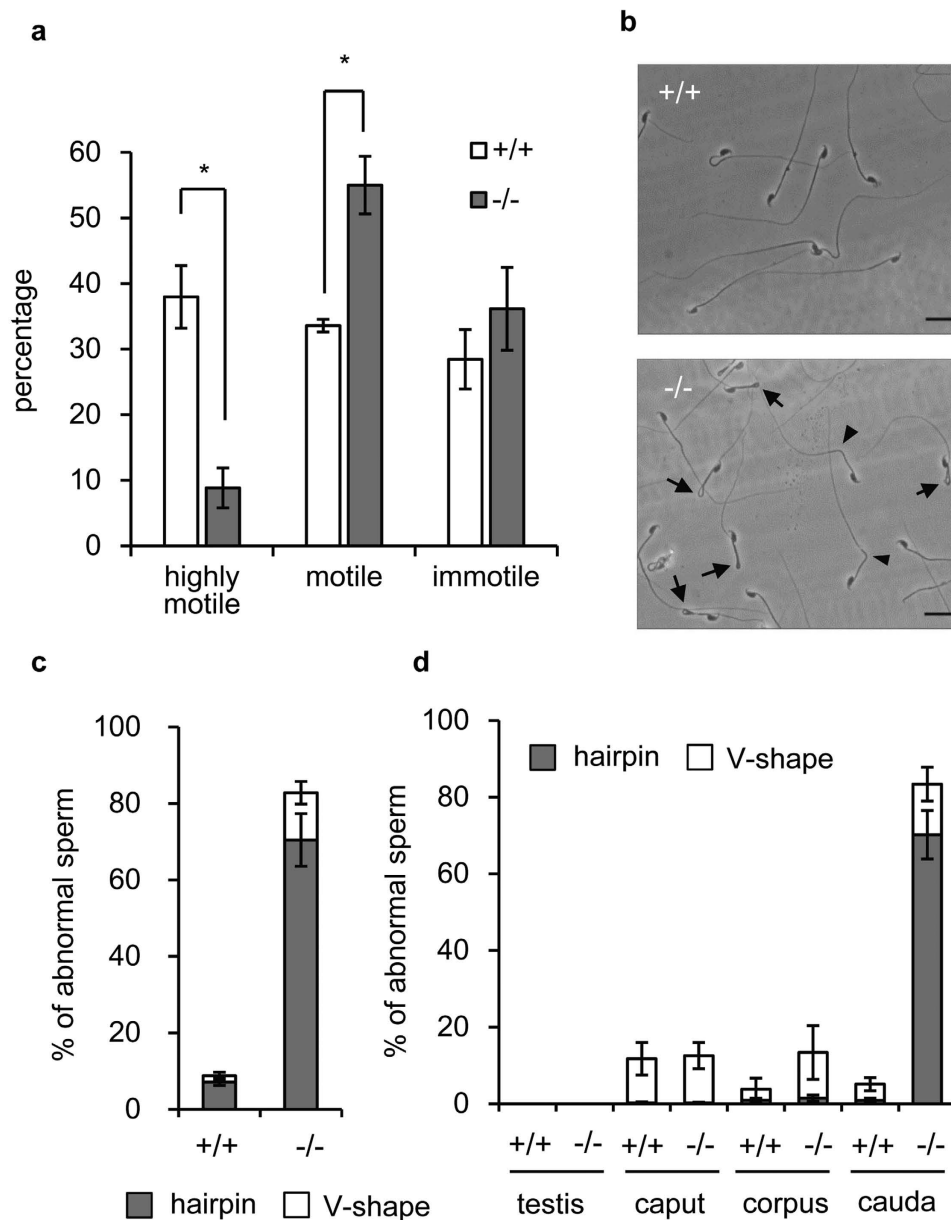 a
b
*
*
60
50
40
30
20
10
0
percentage
+/+
-/-
highly
motile
motile
immotile
+/+
-/-
c
d
100
80
60
40
20
0
% of abnormal sperm
+/+
-/-
hairpin
V-shape
100
80
60
40
20
0
% of abnormal sperm
hairpin
V-shape
+/+ -/- +/+ -/- +/+ -/- +/+ -/-
testis caput corpus cauda